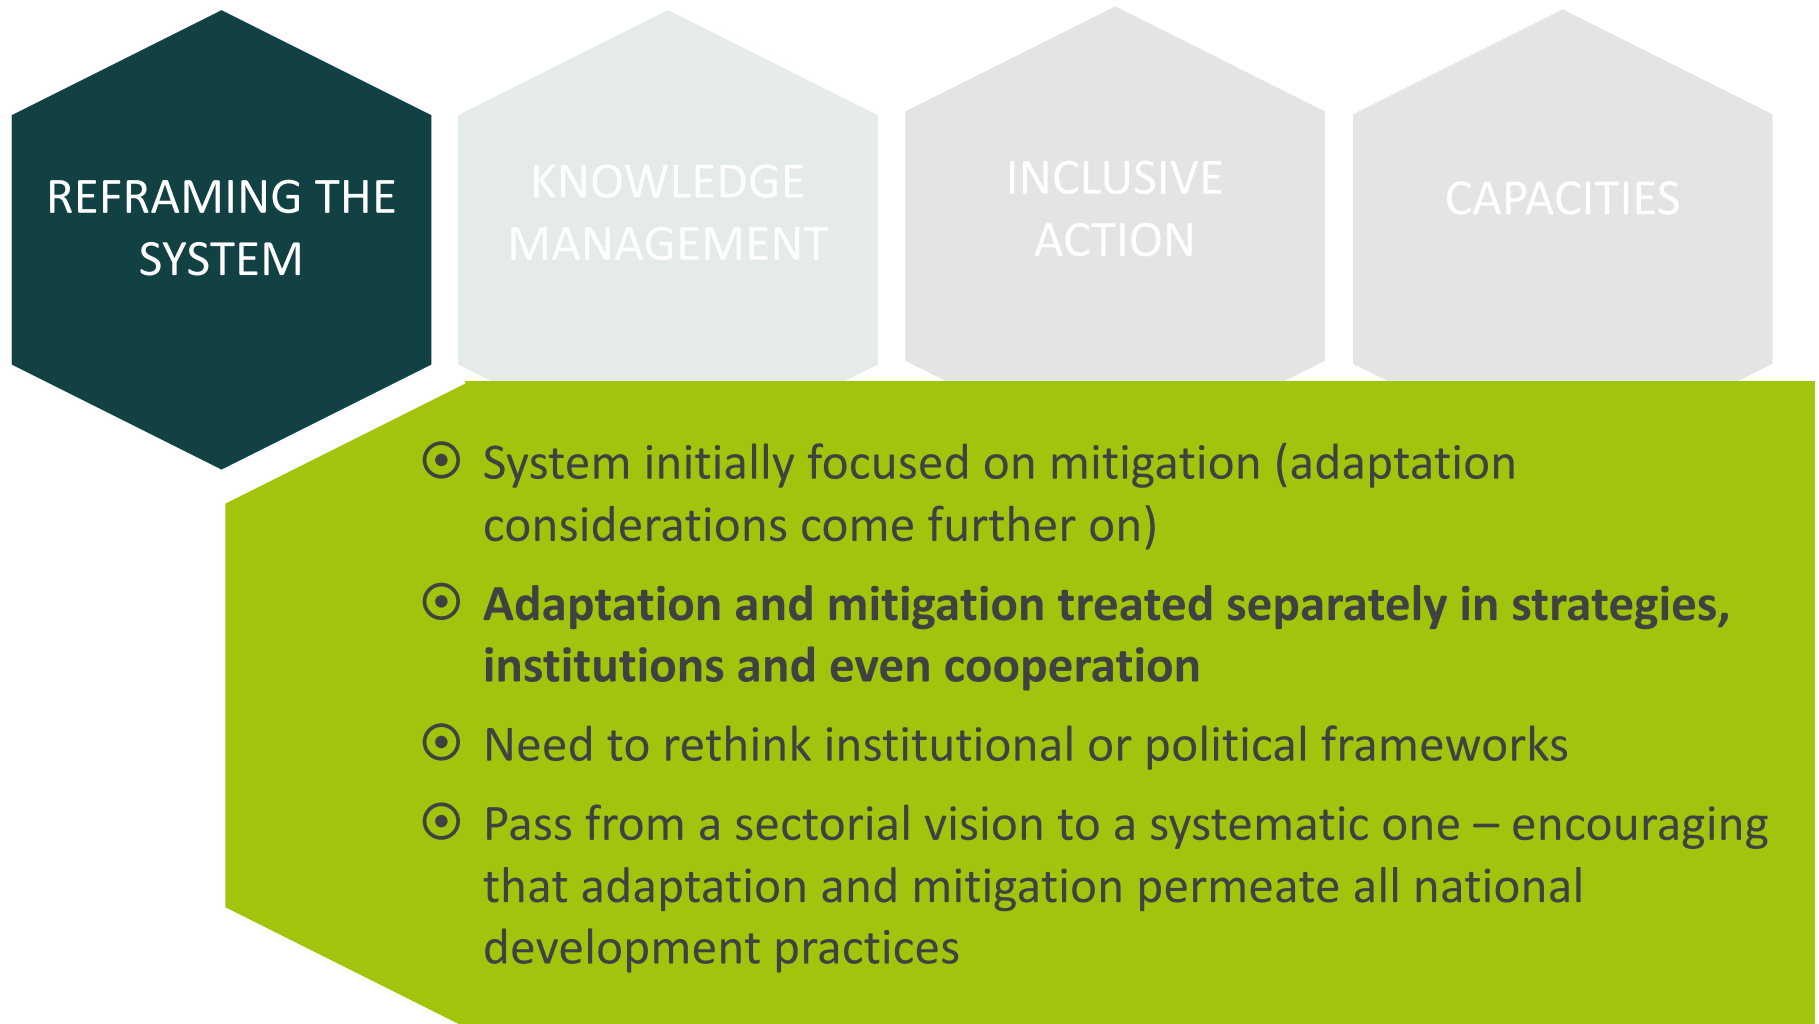 REFRAMING THE
SYSTEM
KNOWLEDGE
MANAGEMENT
INCLUSIVE
ACTION
CAPACITIES
System initially focused on mitigation (adaptation
considerations come further on)
Adaptation and mitigation treated separately in strategies,
institutions and even cooperation
Need to rethink institutional or political frameworks
Pass from a sectorial vision to a systematic one – encouraging
that adaptation and mitigation permeate all national
development practices